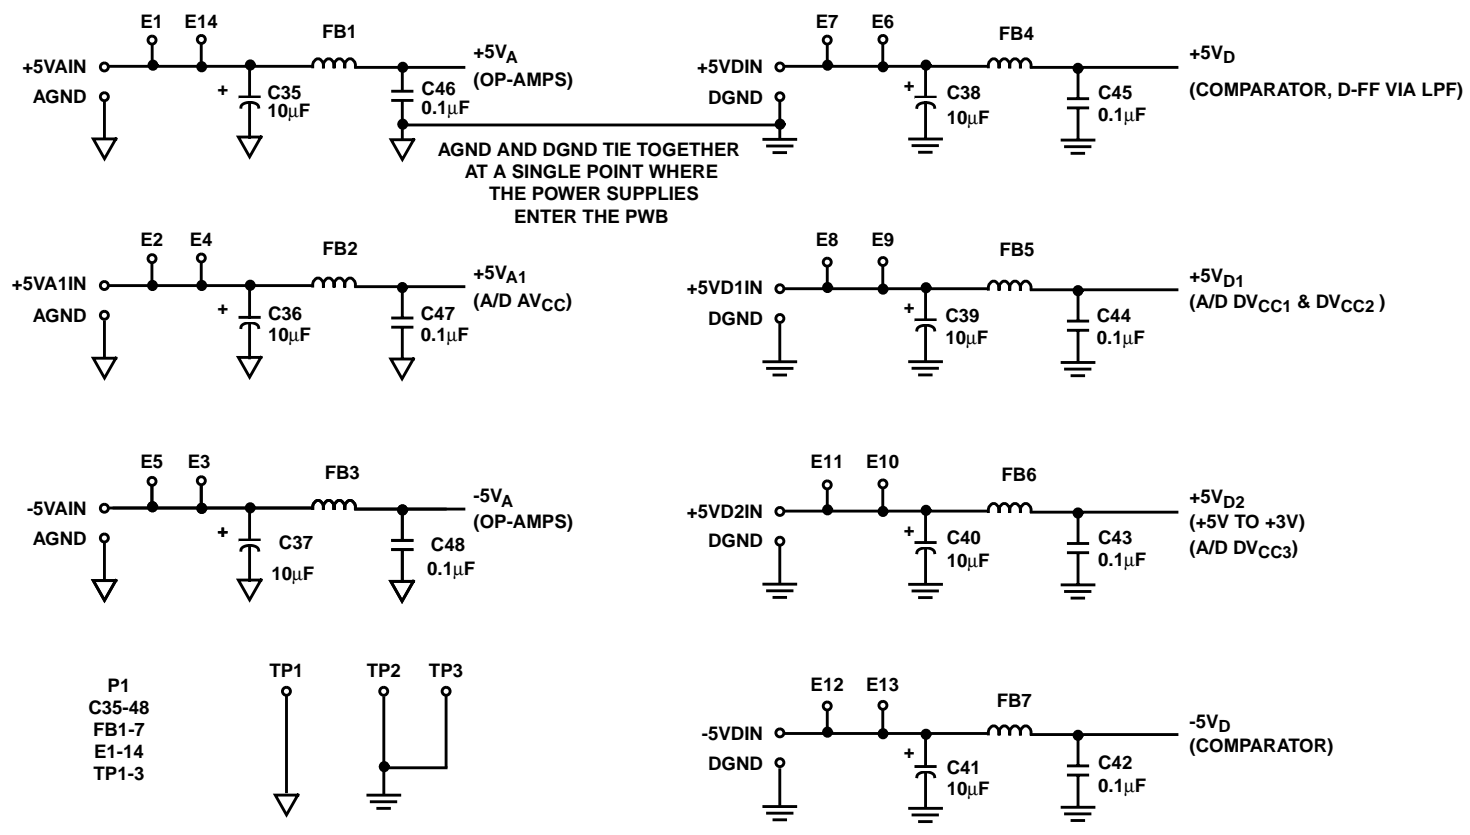 E1 E14 FB1
+5VAIN
+5VA
(OP-AMPS)
AGND
+
C35
10μF
C46
0.1μF
E7 E6 FB4
+5VDIN
+5VD
(COMPARATOR, D-FF VIA LPF)
DGND
+
C38
10μF
C45
0.1μF
AGND AND DGND TIE TOGETHER
AT A SINGLE POINT WHERE
THE POWER SUPPLIES
ENTER THE PWB
E2 E4 FB2
+5VA1IN
+5VA1
(A/D AVCC)
AGND
+
C36
10μF
C47
0.1μF
E8 E9 FB5
+5VD1IN
+5VD1
(A/D DVCC1 & DVCC2 )
DGND
+
C39
10μF
C44
0.1μF
E5 E3 FB3
-5VAIN
-5VA
(OP-AMPS)
AGND
+
C37
10μF
C48
0.1μF
E11 E10 FB6
+5VD2IN
+5VD2
(+5V TO +3V)
(A/D DVCC3)
DGND
+
C40
10μF
C43
0.1μF
P1
C35-48
FB1-7
E1-14
TP1-3
TP1 TP2 TP3
E12 E13 FB7
-5VDIN
-5VD
(COMPARATOR)
DGND
+
C41
10μF
C42
0.1μF